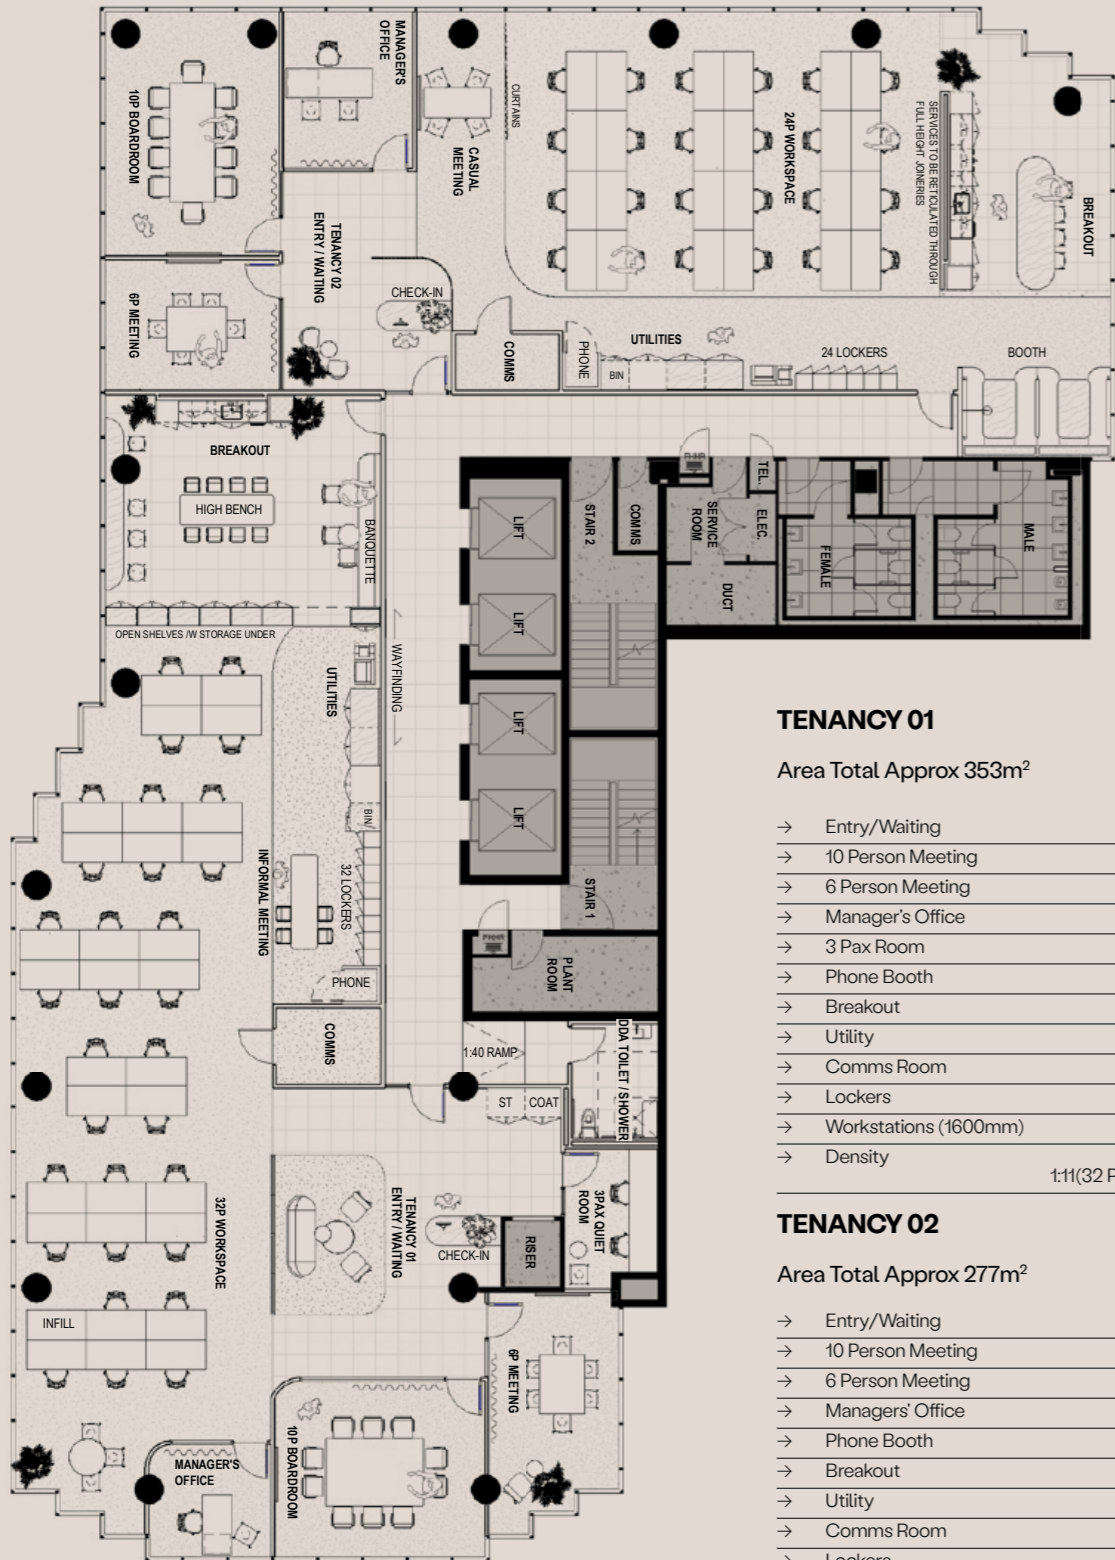 MANAGER'S
OFFICE
10P BOARDROOM
CASUAL
MEETING
CURTAINS
24P WORKSPACE
SERVICES TO BE RETICULATED THROUGH
FULL HEIGHT JOINERIES
BREAKOUT
TENANCY 02
ENTRY / WAITING
6P MEETING
CHECK-IN
COMMS
PHONE
UTILITIES
BIN
24 LOCKERS
BOOTH
BREAKOUT
HIGH BENCH
BANQUETTE
OPEN SHELVES /W STORAGE UNDER
LIFT
LIFT
LIFT
LIFT
STAIR 2
COMMS
SERVICE
ROOM
TEL.
ELEC.
DUCT
FEMALE
MALE
WAYFINDING
UTILITIES
BIN/
32 LOCKERS
INFORMAL MEETING
PHONE
COMMS
STAIR 1
PLANT
ROOM
1:40 RAMP
DDA TOILET / SHOWER
ST
COAT
32P WORKSPACE
TENANCY 01
ENTRY / WAITING
CHECK-IN
RISER
3PAX QUIET
ROOM
INFILL
6P MEETING
10P BOARDROOM
MANAGER'S
OFFICE
TENANCY 01
Area Total Approx 353m²
→ Entry/Waiting
→ 10 Person Meeting
→ 6 Person Meeting
→ Manager's Office
→ 3 Pax Room
→ Phone Booth
→ Breakout
→ Utility
→ Comms Room
→ Lockers
→ Workstations (1600mm)
→ Density
1:11(32 P
TENANCY 02
Area Total Approx 277m²
→ Entry/Waiting
→ 10 Person Meeting
→ 6 Person Meeting
→ Managers' Office
→ Phone Booth
→ Breakout
→ Utility
→ Comms Room
→ Lockers